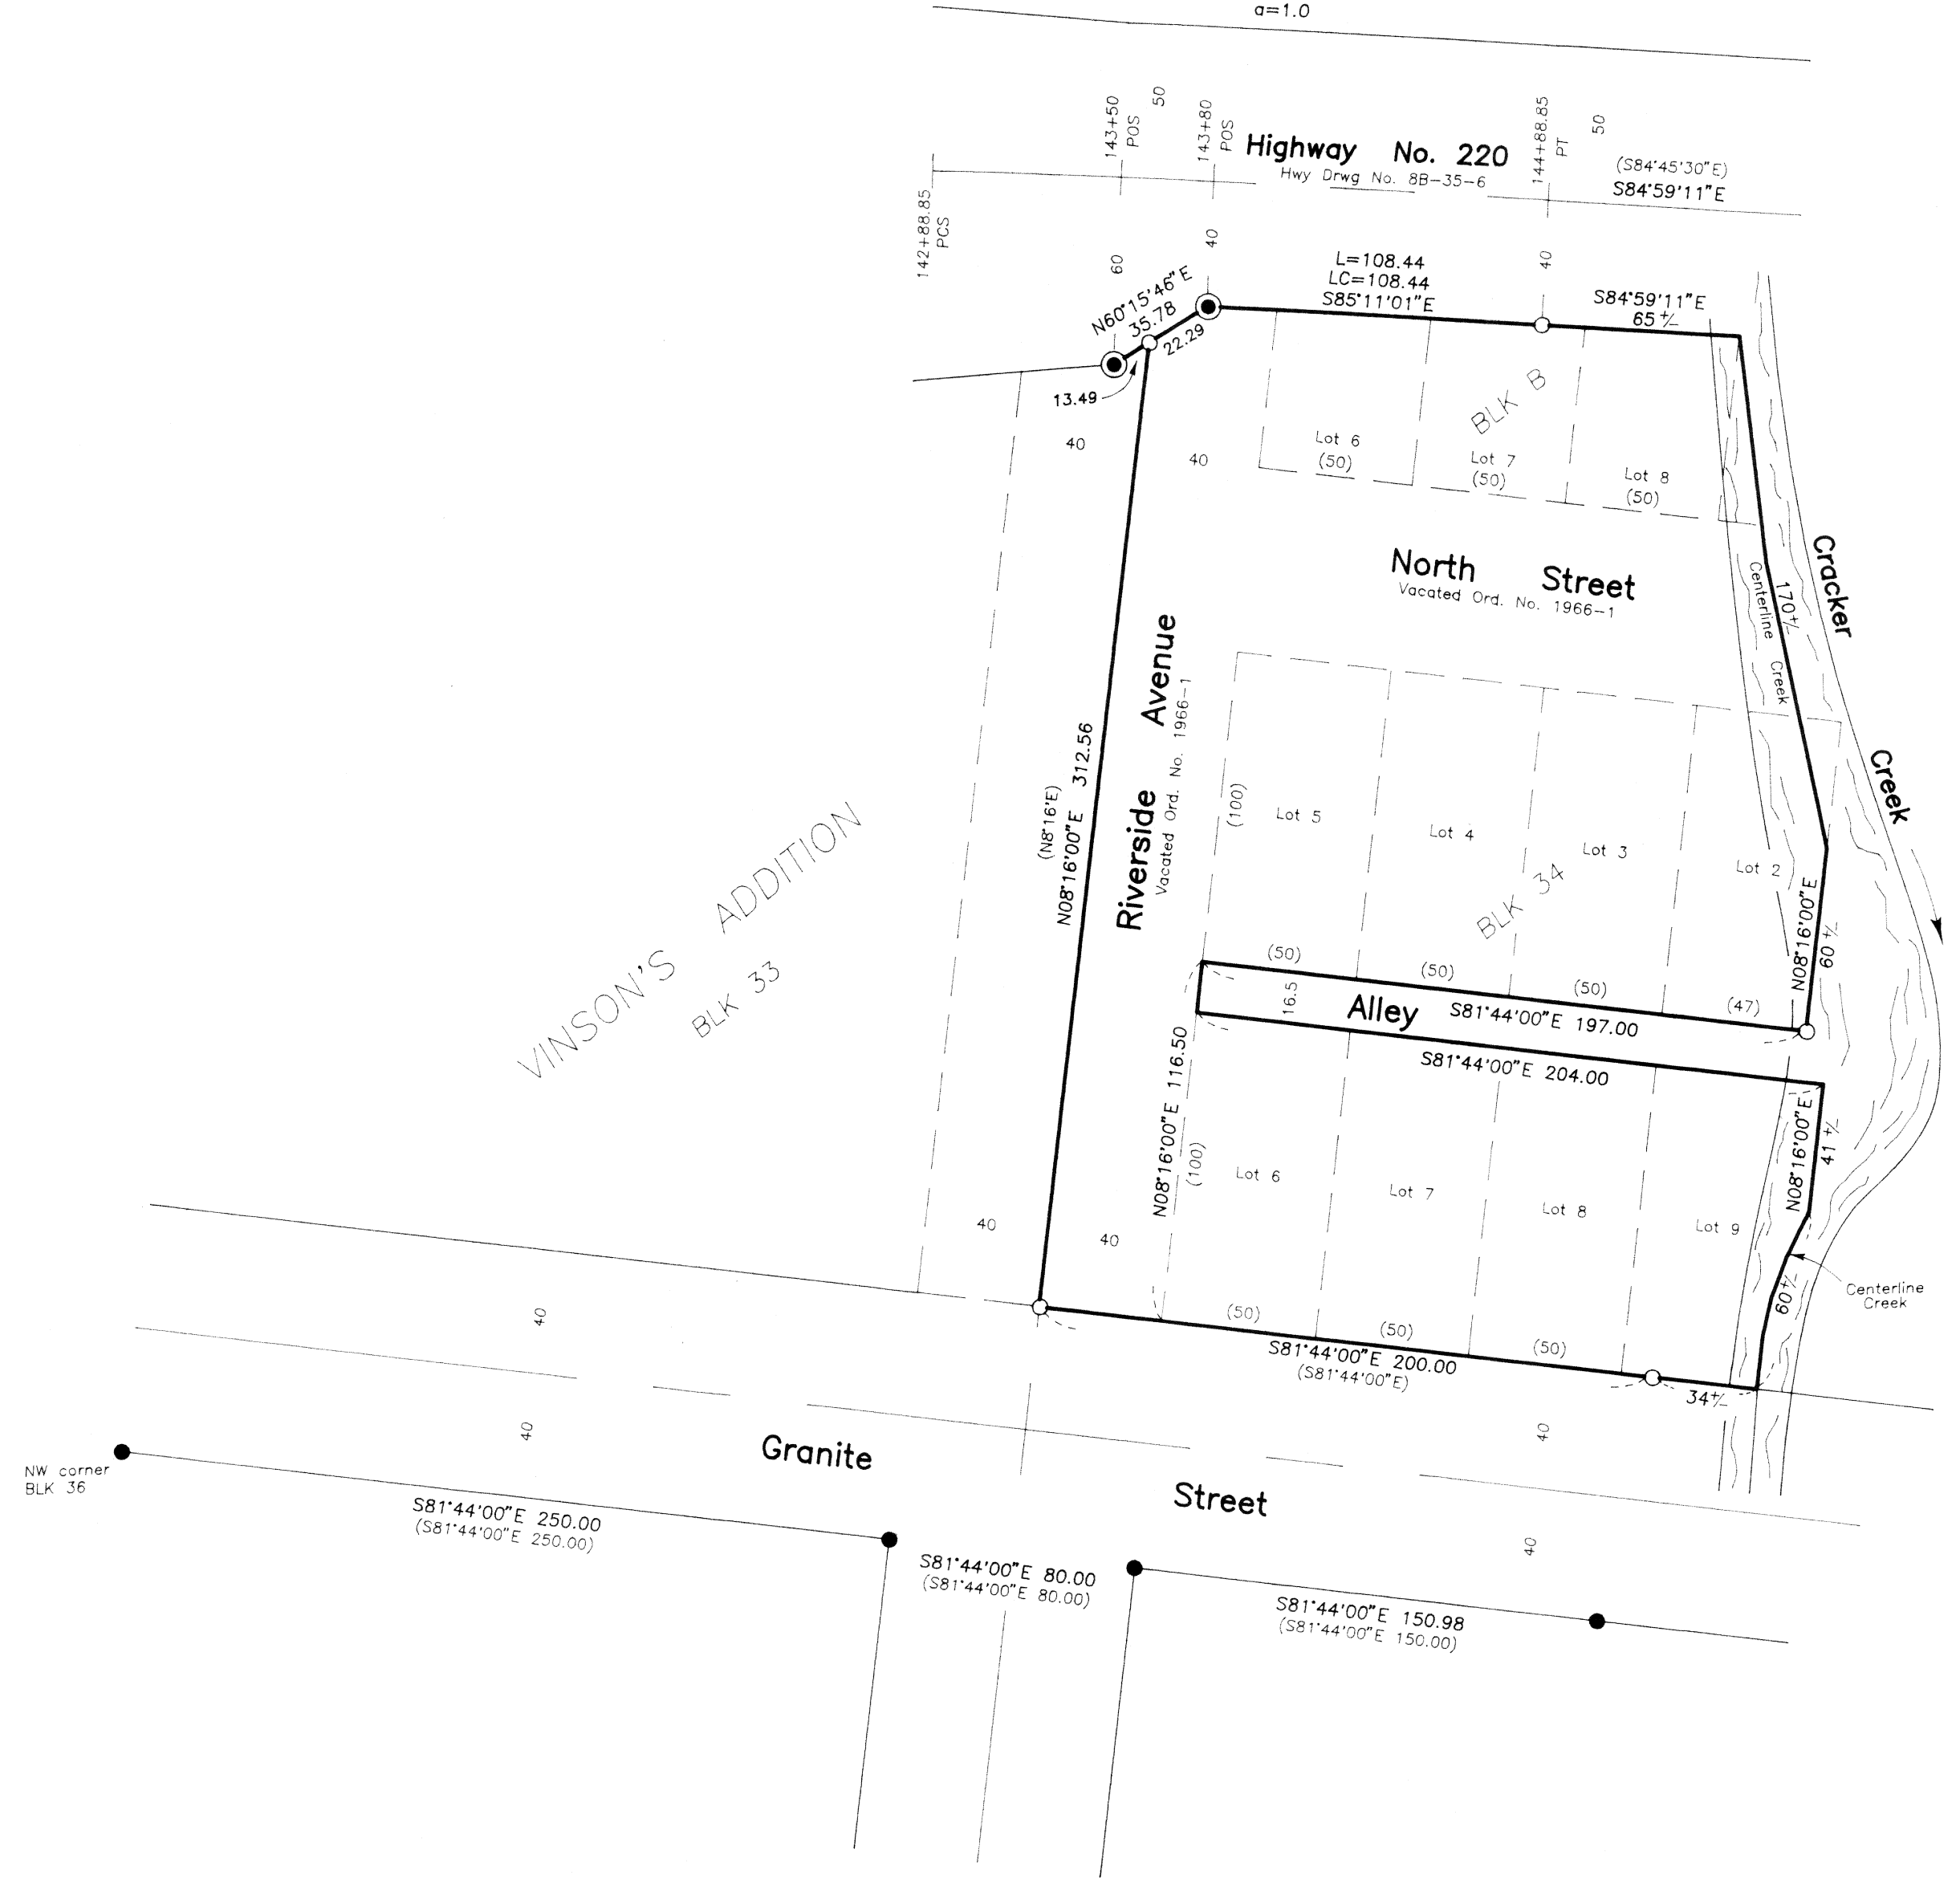 a=1.0
143+50
POS
50
143+80
POS
144+88.85
PT
50
Highway No. 220
Hwy Drwg No. 8B-35-6
(S84°45'30"E)
S84°59'11"E
142+88.85
PCS
60
40
40
N60°15'46"E
35.78
22.29
13.49
L=108.44
LC=108.44
S85°11'01"E
S84°59'11"E
65+/-
40
40
BLK B
Lot 6
(50)
Lot 7
(50)
Lot 8
(50)
North Street
Vacated Ord. No. 1966-1
Cracker Creek
Centerline Creek
170+/-
Riverside Avenue
Vacated Ord. No. 1966-1
(N8°16'E)
N08°16'00"E 312.56
(100)
Lot 5
Lot 4
Lot 3
Lot 2
BLK 34
N08°16'00"E
60+/-
VINSON'S ADDITION
BLK 33
(50)
(50)
(50)
(47)
16.5
Alley
S81°44'00"E 197.00
S81°44'00"E 204.00
N08°16'00"E 116.50
(100)
Lot 6
Lot 7
Lot 8
Lot 9
N08°16'00"E
41+/-
60+/-
Centerline
Creek
40
40
(50)
(50)
(50)
S81°44'00"E 200.00
(S81°44'00"E)
34+/-
40
40
40
Granite Street
NW corner
BLK 36
S81°44'00"E 250.00
(S81°44'00"E 250.00)
S81°44'00"E 80.00
(S81°44'00"E 80.00)
40
S81°44'00"E 150.98
(S81°44'00"E 150.00)